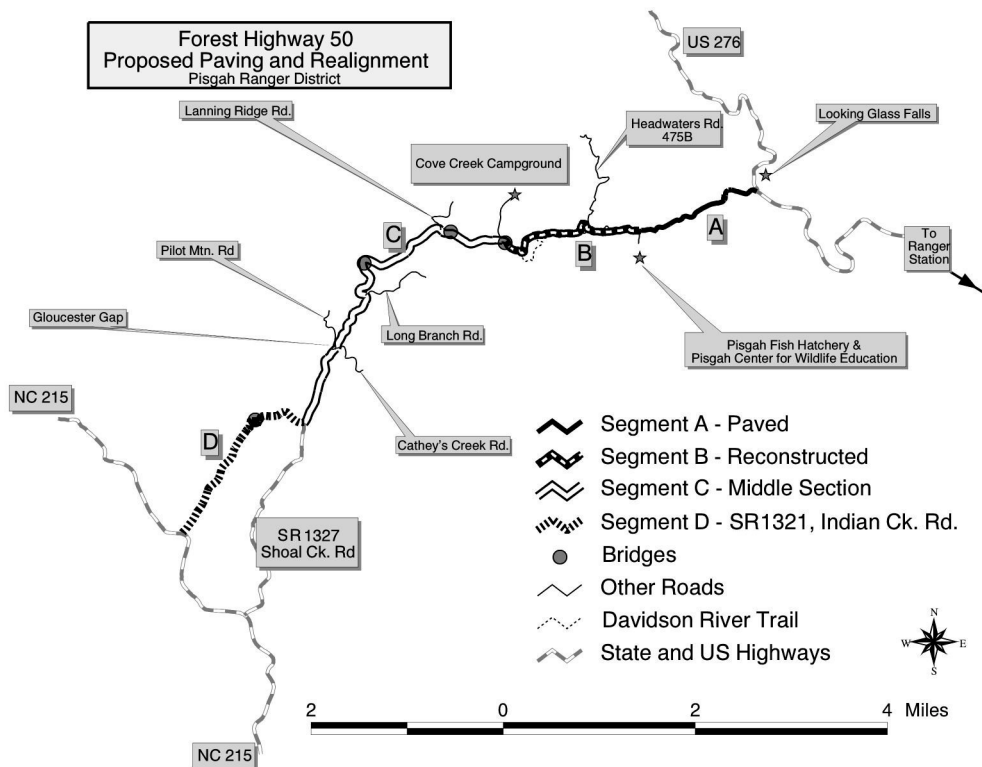 Forest Highway 50
Proposed Paving and Realignment
Pisgah Ranger District
US 276
Lanning Ridge Rd.
Headwaters Rd.
475B
Looking Glass Falls
Cove Creek Campground
C
A
B
To
Ranger
Station
Pilot Mtn. Rd
Gloucester Gap
Long Branch Rd.
Pisgah Fish Hatchery &
Pisgah Center for Wildlife Education
NC 215
D
Cathey's Creek Rd.
SR 1327
Shoal Ck. Rd
NC 215
Segment A - Paved
Segment B - Reconstructed
Segment C - Middle Section
Segment D - SR1321, Indian Ck. Rd.
Bridges
Other Roads
Davidson River Trail
State and US Highways
N
W E
S
2 0 2 4 Miles